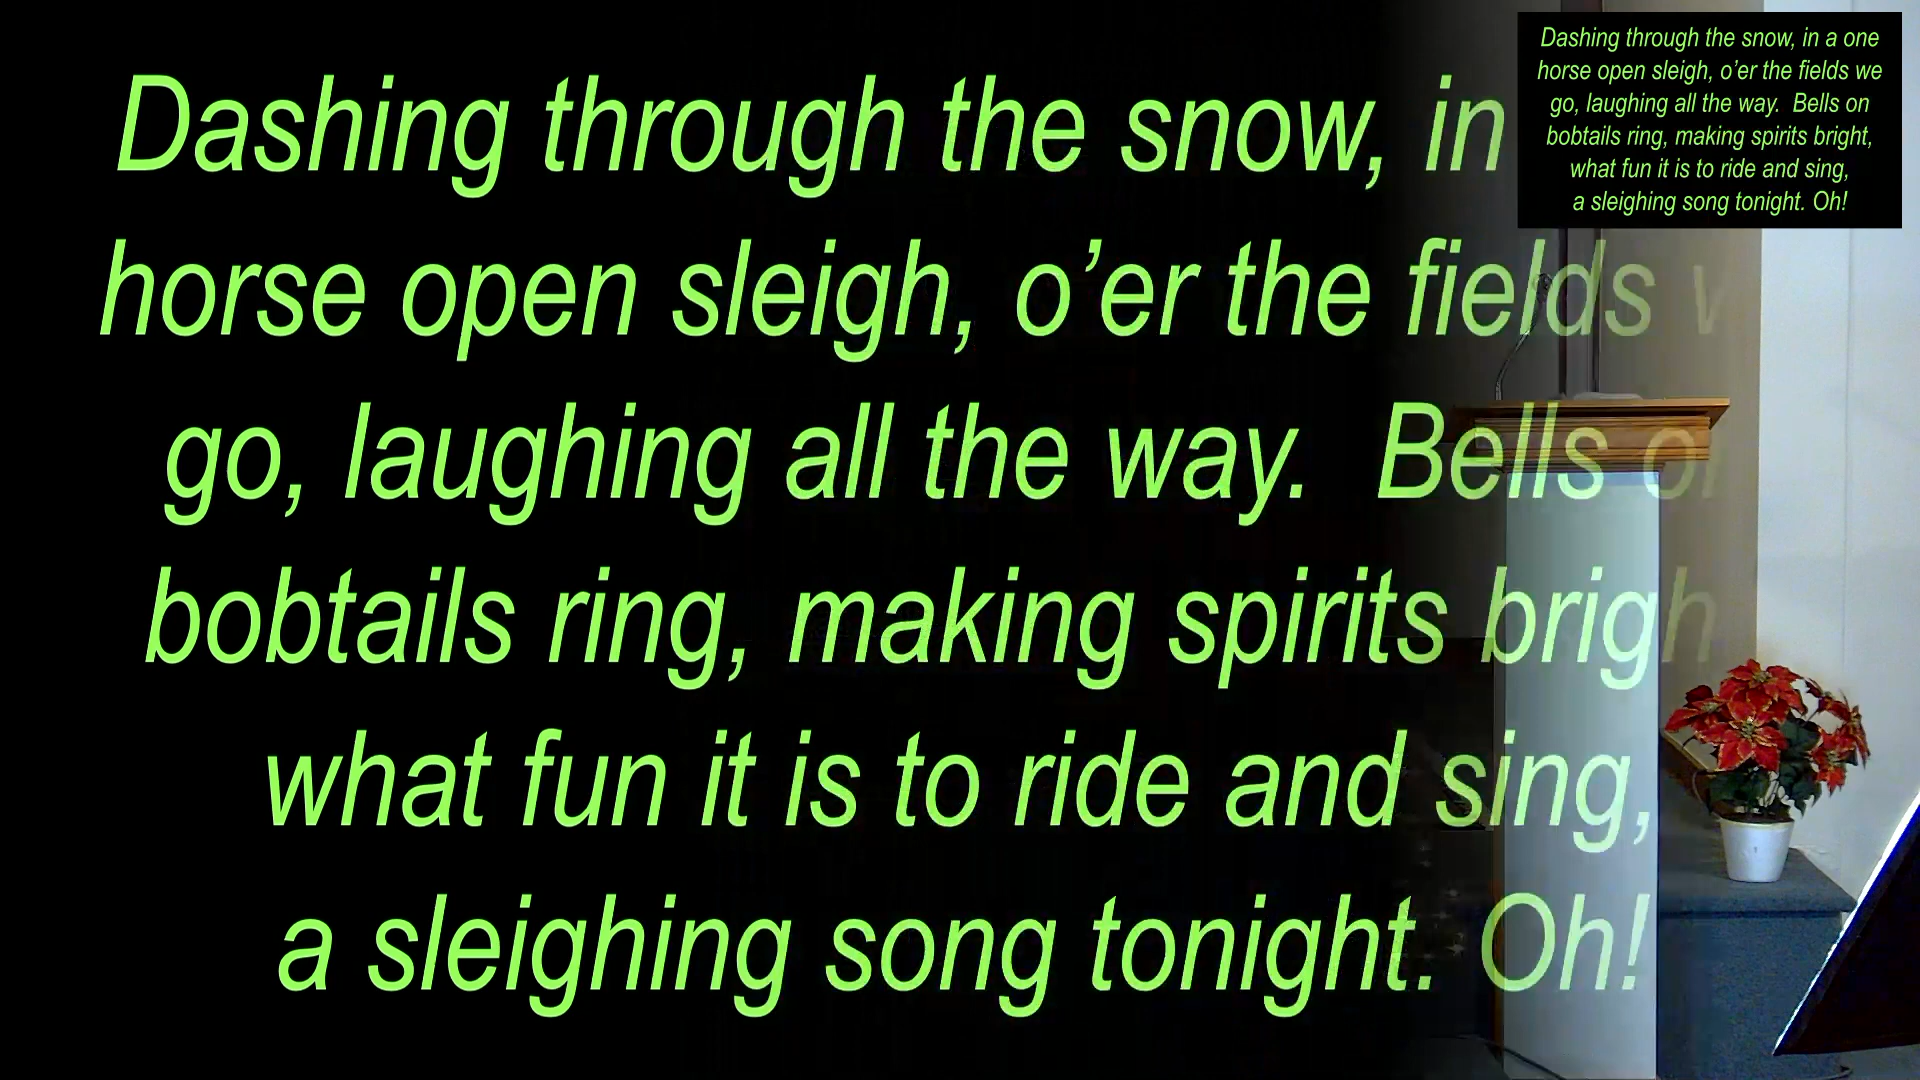 Dashing through the snow, in
horse open sleigh, o’er the fields
go, laughing all the way.  Bells
bobtails ring, making spirits brigh
what fun it is to ride and sing,
a sleighing song tonight. Oh!
Dashing through the snow, in a one
horse open sleigh, o’er the fields we
go, laughing all the way.  Bells on
bobtails ring, making spirits bright,
what fun it is to ride and sing,
a sleighing song tonight. Oh!